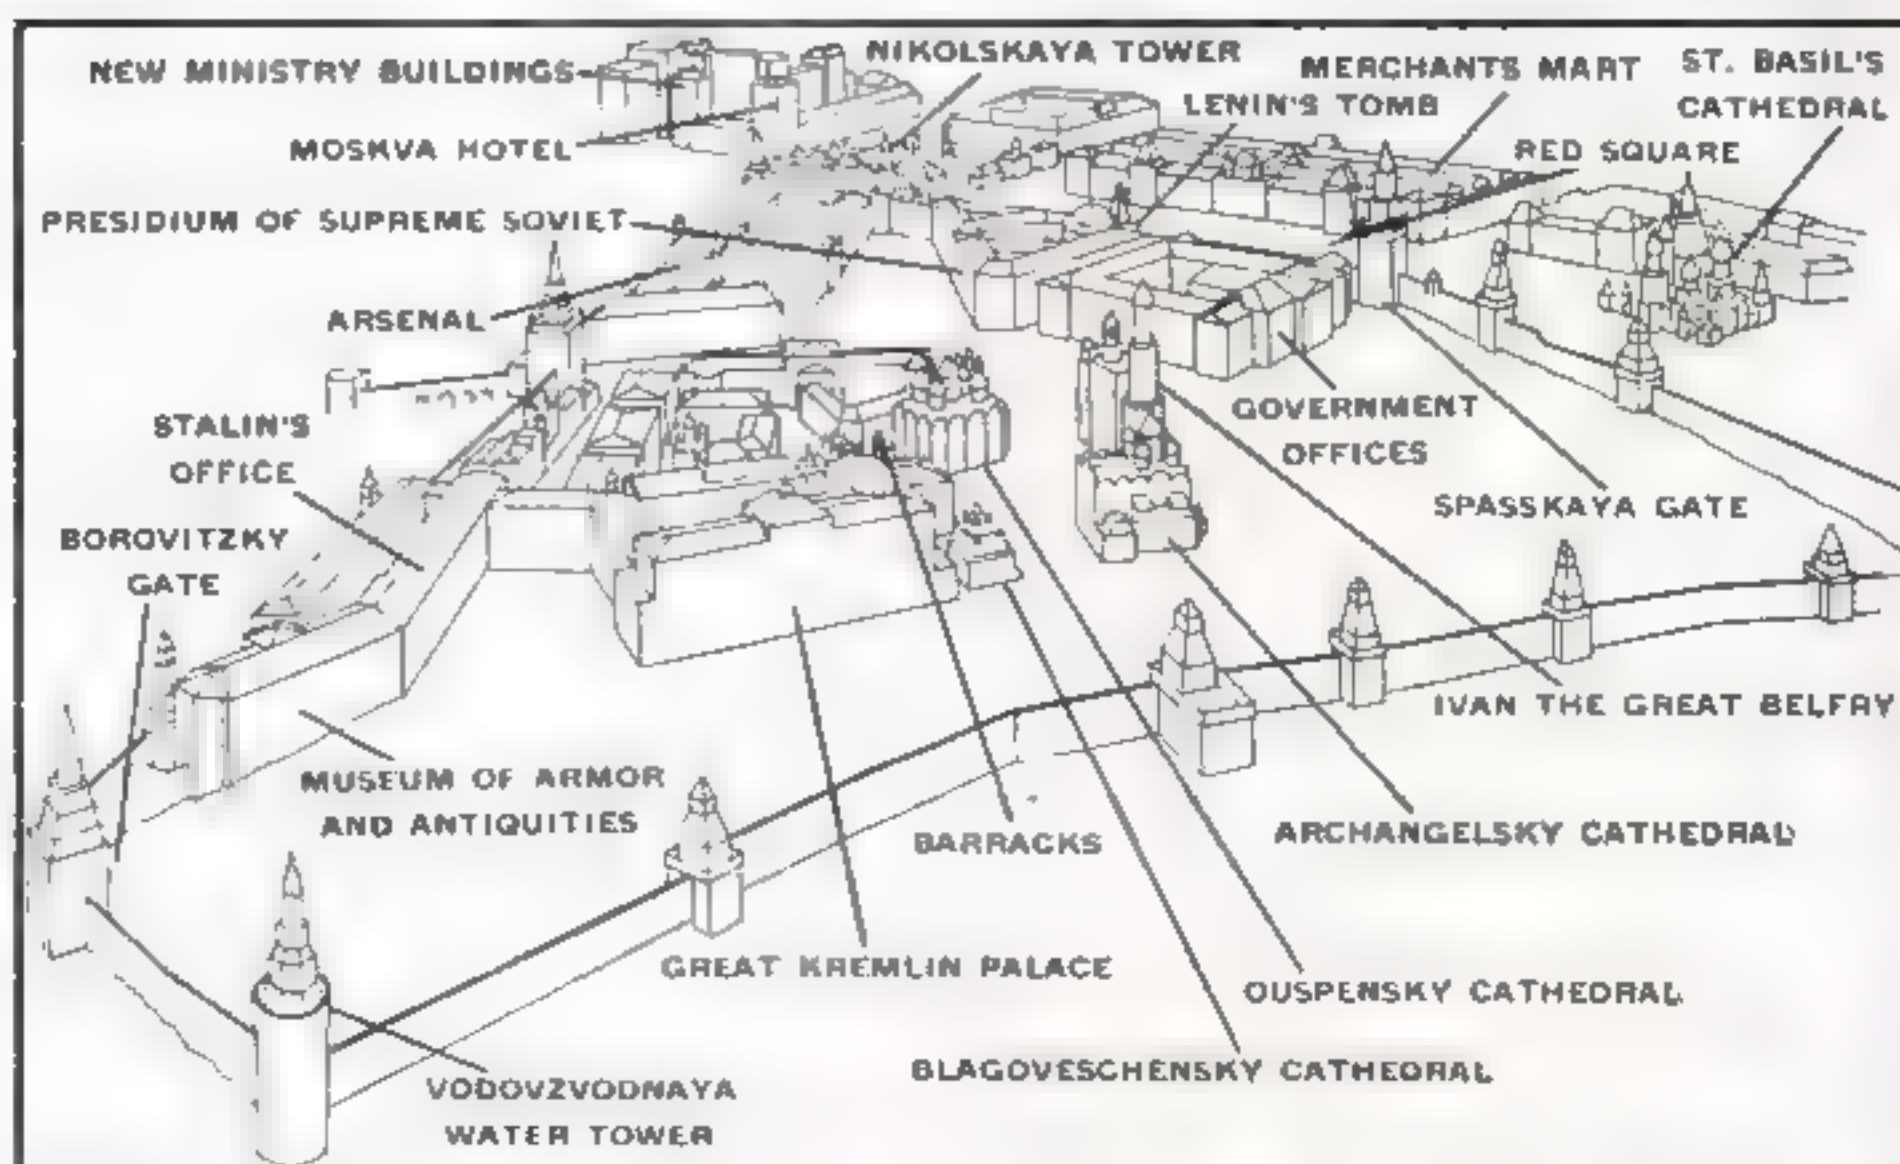 NEW MINISTRY BUILDINGS
NIKOLSKAYA TOWER
MERCHANTS MART
ST. BASIL'S
CATHEDRAL
LENIN'S TOMB
MOSKVA HOTEL
RED SQUARE
PRESIDIUM OF SUPREME SOVIET
ARSENAL
STALIN'S
OFFICE
GOVERNMENT
OFFICES
SPASSKAYA GATE
BOROVITZKY
GATE
IVAN THE GREAT BELFRY
MUSEUM OF ARMOR
AND ANTIQUITIES
BARRACKS
ARCHANGELSKY CATHEDRAL
GREAT KREMLIN PALACE
OUSPENSKY CATHEDRAL
BLAGOVESCHENSKY CATHEDRAL
VODOVZVODNAYA
WATER TOWER